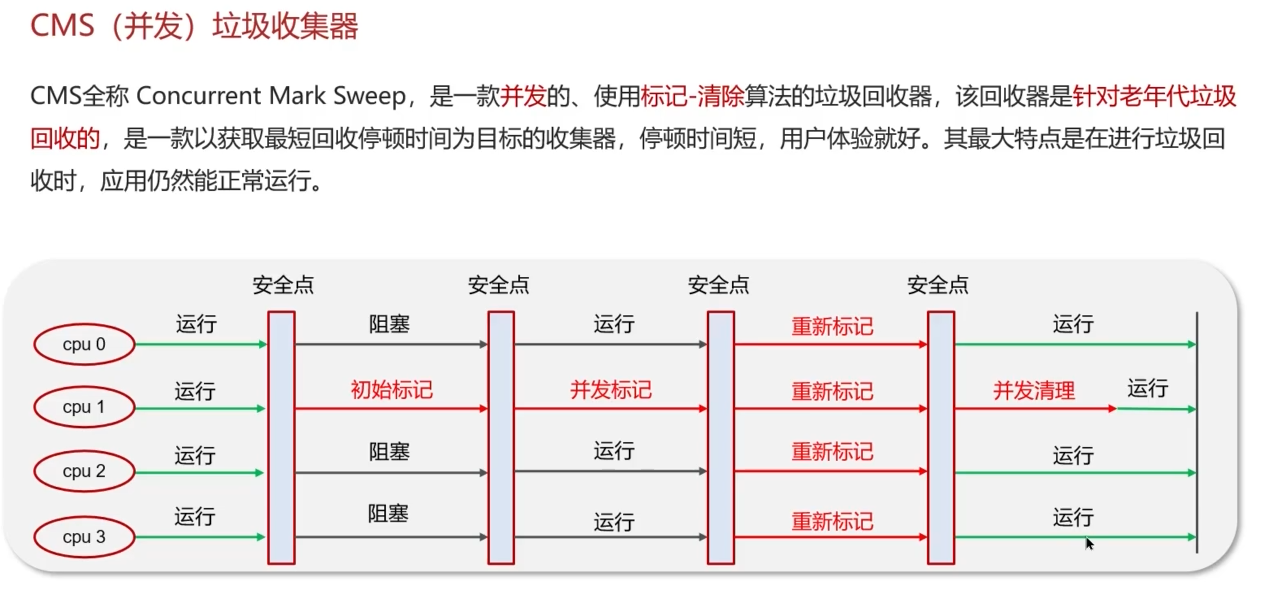 CMS（并发）垃圾收集器
CMS全称 Concurrent Mark Sweep，是一款并发的、使用标记-清除算法的垃圾回收器，该回收器是针对老年代垃圾
回收的，是一款以获取最短回收停顿时间为目标的收集器，停顿时间短，用户体验就好。其最大特点是在进行垃圾回
收时，应用仍然能正常运行。
安全点 安全点 安全点 安全点
cpu 0 运行 阻塞 运行 重新标记 运行
cpu 1 运行 初始标记 并发标记 重新标记 并发清理 运行
cpu 2 运行 阻塞 运行 重新标记 运行
cpu 3 运行 阻塞 运行 重新标记 运行